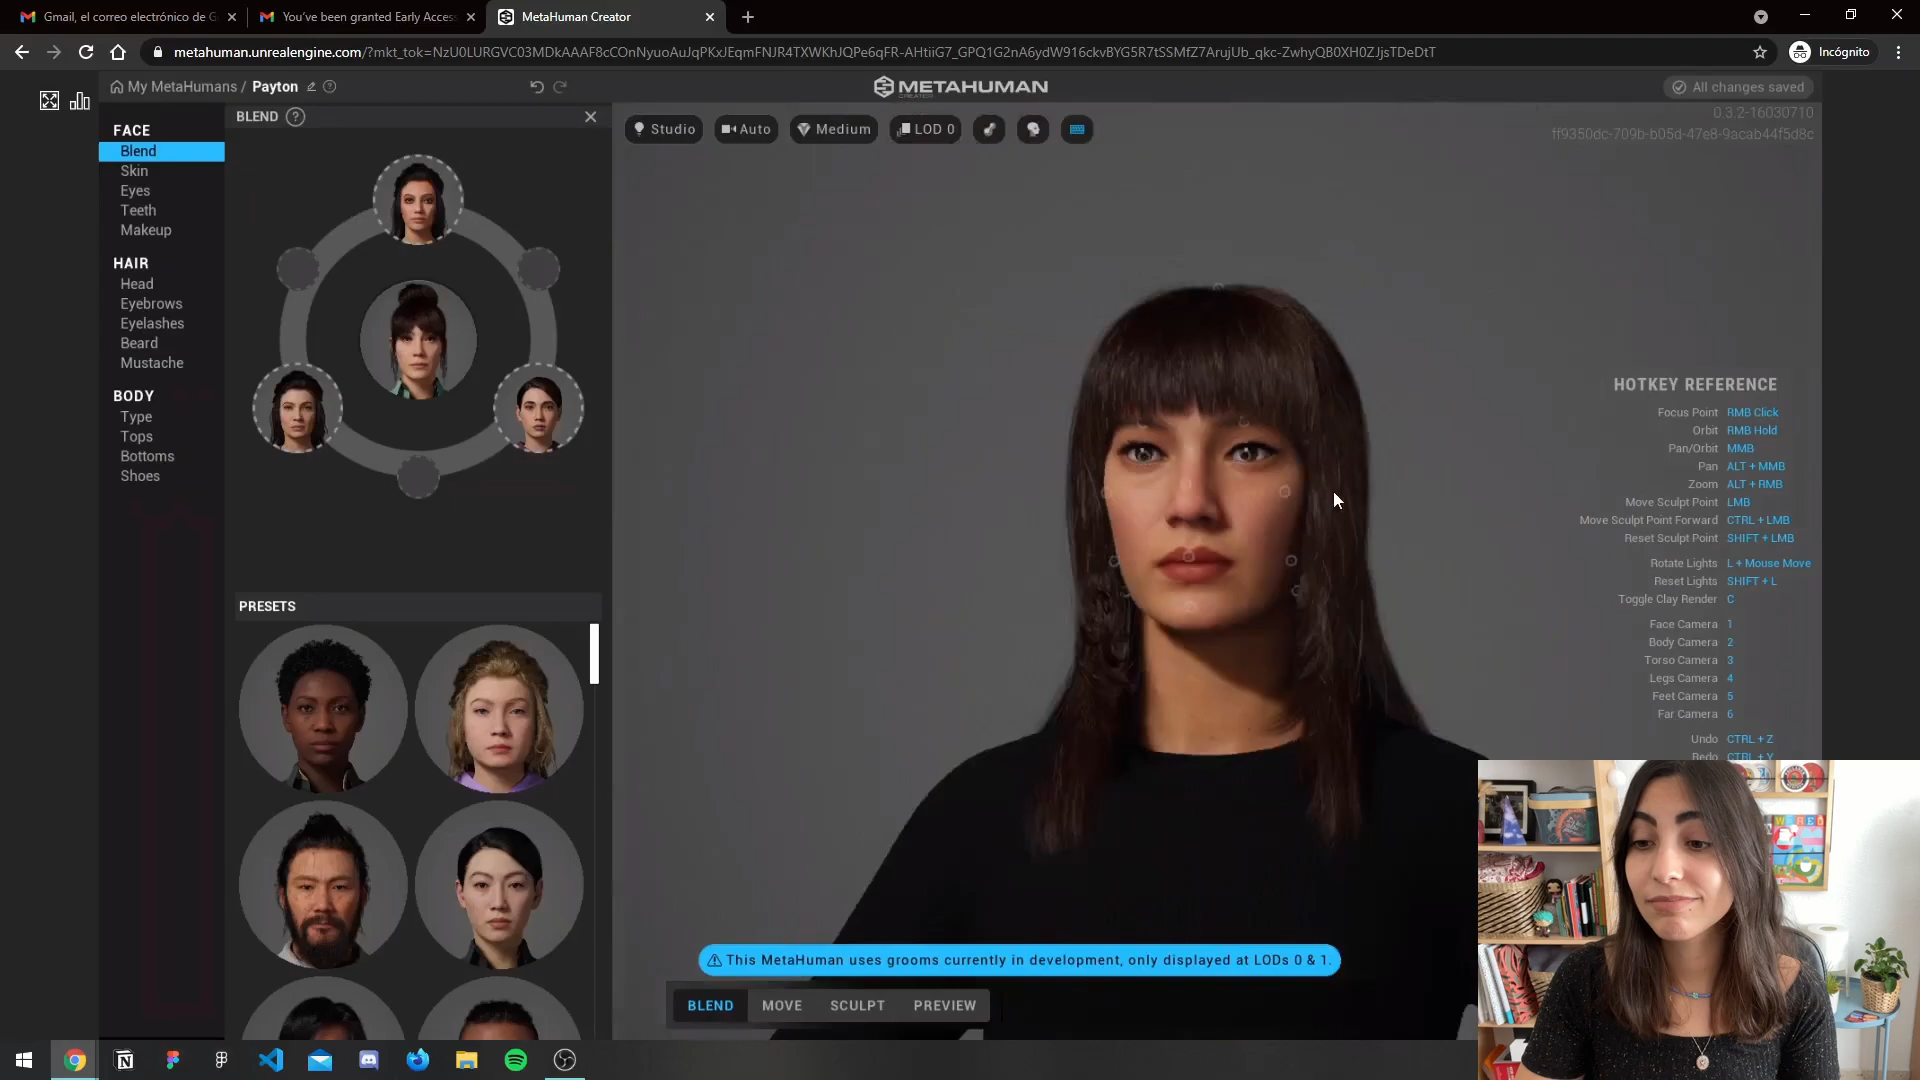 Gmail, el correo electrónico de G
You've been granted Early Access
MetaHuman Creator
metahuman.unrealengine.com/?mkt_tok=NzU0LURGVC03MDkAAAF8cCOnNyuoAuJqPKxJEqmFNJR4TXWKhJQPe6qFR-AHtiiG7_GPQ1G2nA6ydW916ckvBYG5R7tSSMfZ7ArujUb_qkc-ZwhyQB0XH0ZJjsTDeDtT
Incógnito
My MetaHumans / Payton
METAHUMAN
CREATOR
All changes saved
0.3.2-16030710
ff9350dc-709b-b05d-47e8-9acab44f5d8c
FACE
Blend
Skin
Eyes
Teeth
Makeup
HAIR
Head
Eyebrows
Eyelashes
Beard
Mustache
BODY
Type
Tops
Bottoms
Shoes
BLEND
PRESETS
Studio
Auto
Medium
LOD 0
HOTKEY REFERENCE
Focus Point RMB Click
Orbit RMB Hold
Pan/Orbit MMB
Pan ALT + MMB
Zoom ALT + RMB
Move Sculpt Point LMB
Move Sculpt Point Forward CTRL + LMB
Reset Sculpt Point SHIFT + LMB
Rotate Lights L + Mouse Move
Reset Lights SHIFT + L
Toggle Clay Render C
Face Camera 1
Body Camera 2
Torso Camera 3
Legs Camera 4
Feet Camera 5
Far Camera 6
Undo CTRL + Z
Redo CTRL + Y
This MetaHuman uses grooms currently in development, only displayed at LODs 0 & 1.
BLEND
MOVE
SCULPT
PREVIEW
WIRED